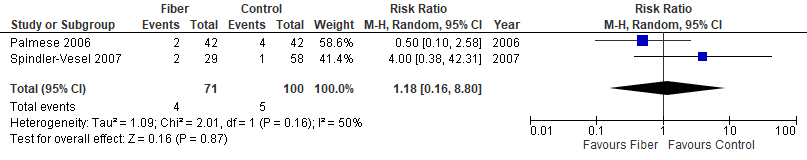 Fiber Control Risk Ratio Risk Ratio
Study or Subgroup Events Total Events Total Weight M-H, Random, 95% CI Year M-H, Random, 95% CI
Palmese 2006 2 42 4 42 58.6% 0.50 [0.10, 2.58] 2006
Spindler-Vesel 2007 2 29 1 58 41.4% 4.00 [0.38, 42.31] 2007
Total (95% CI) 71 100 100.0% 1.18 [0.16, 8.80]
Total events 4 5
Heterogeneity: Tau² = 1.09; Chi² = 2.01, df = 1 (P = 0.16); I² = 50%
Test for overall effect: Z = 0.16 (P = 0.87)
0.01 0.1 1 10 100
Favours Fiber Favours Control